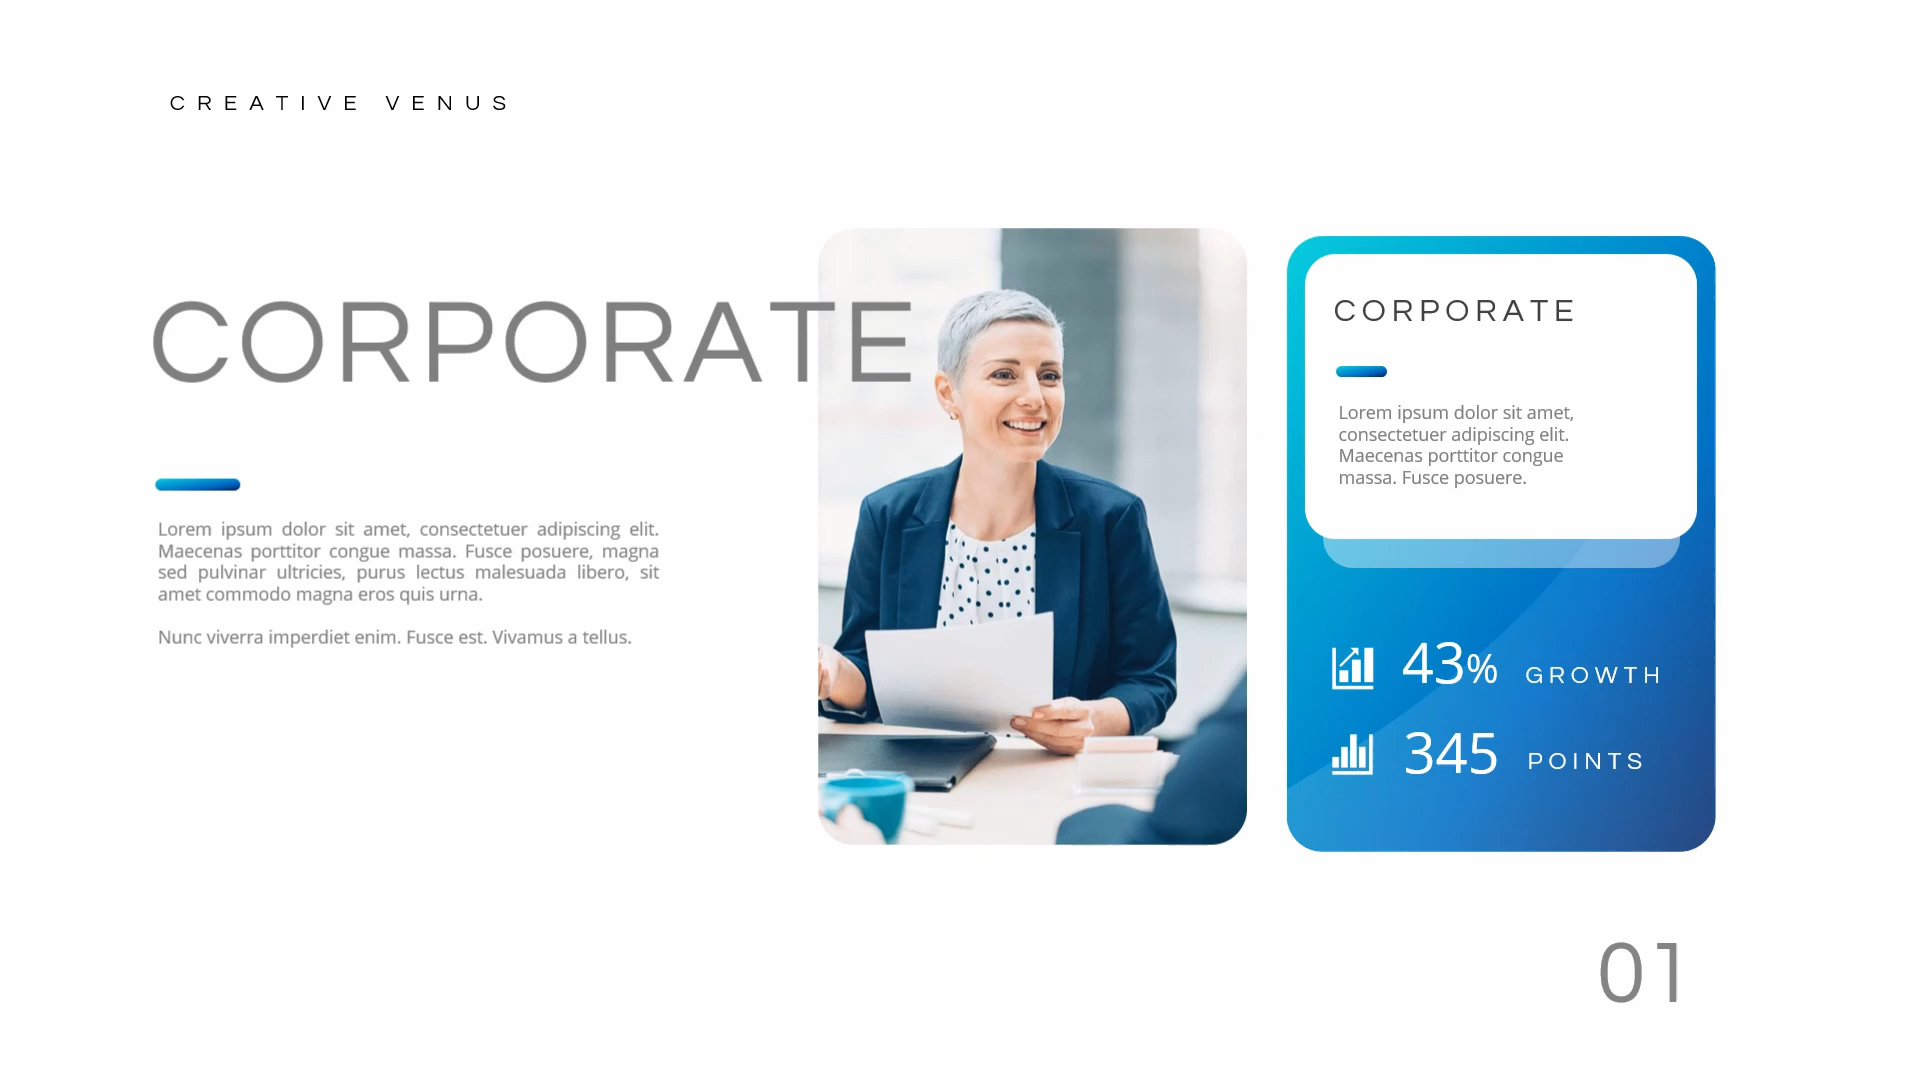 CREATIVE VENUS
CORPORATE
Lorem ipsum dolor sit amet, consectetuer adipiscing elit.
Maecenas porttitor congue massa. Fusce posuere, magna
sed pulvinar ultricies, purus lectus malesuada libero, sit
amet commodo magna eros quis urna.
Nunc viverra imperdiet enim. Fusce est. Vivamus a tellus.
CORPORATE
Lorem ipsum dolor sit amet,
consectetuer adipiscing elit.
Maecenas porttitor congue
massa. Fusce posuere.
43% GROWTH
345 POINTS
01